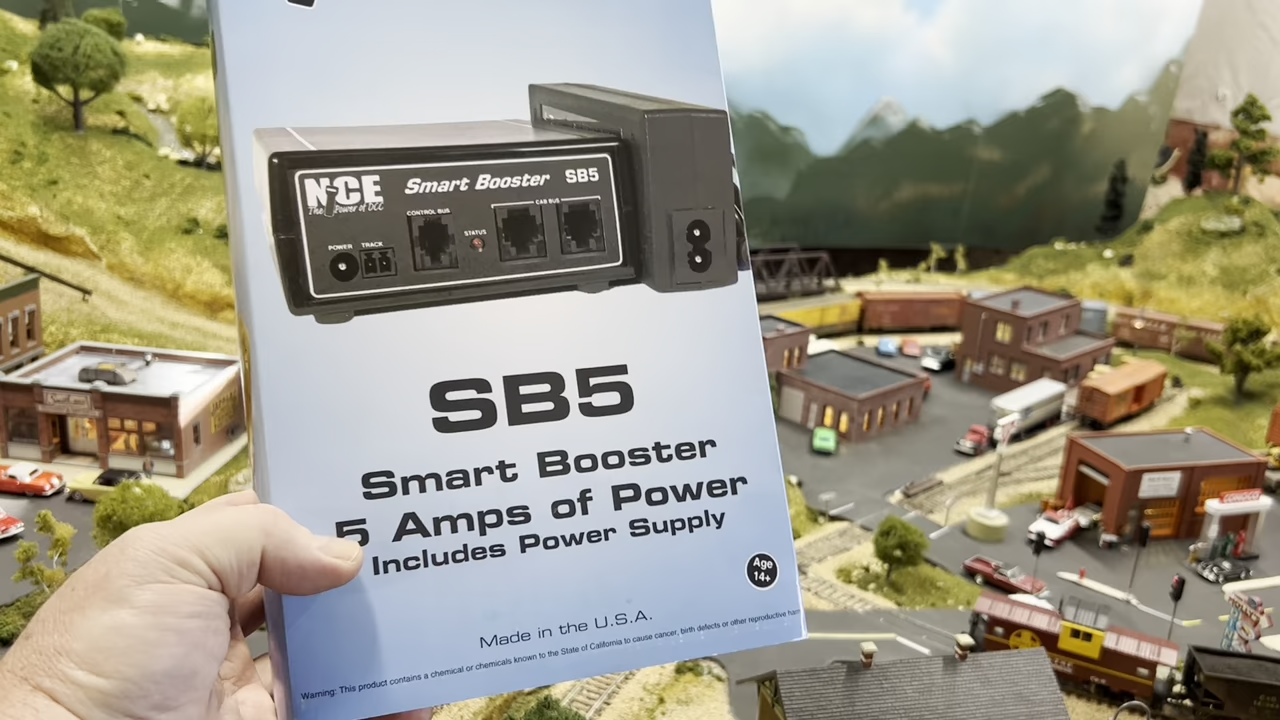 NCE
The Power of DCC
Smart Booster
SB5
CONTROL BUS
CAB BUS
STATUS
POWER
TRACK
SB5
Smart Booster
5 Amps of Power
Includes Power Supply
Age
14+
Made in the U.S.A.
Warning: This product contains a chemical or chemicals known to the State of California to cause cancer, birth defects or other reproductive